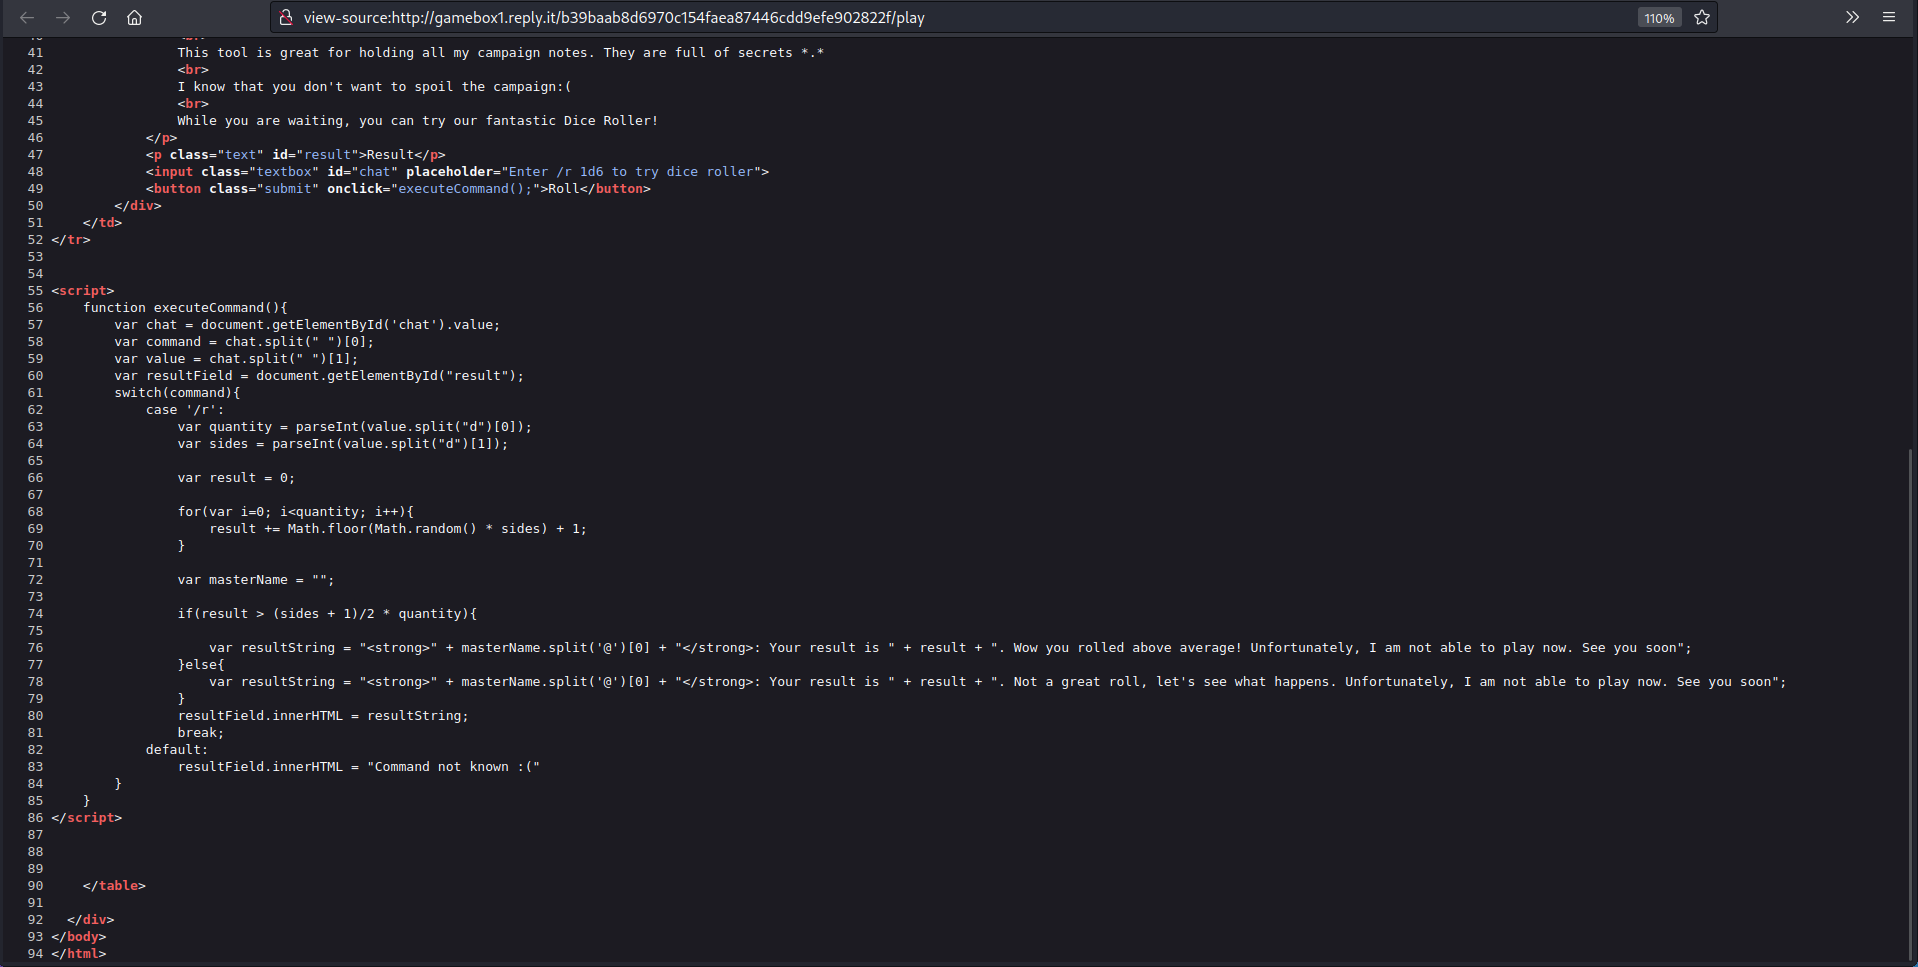 view-source:http://gamebox1.reply.it/b39baab8d6970c154faea87446cdd9efe902822f/play 110%
41 This tool is great for holding all my campaign notes. They are full of secrets *.*
42 <br>
43 I know that you don't want to spoil the campaign:(
44 <br>
45 While you are waiting, you can try our fantastic Dice Roller!
46 </p>
47 <p class="text" id="result">Result</p>
48 <input class="textbox" id="chat" placeholder="Enter /r 1d6 to try dice roller">
49 <button class="submit" onclick="executeCommand();">Roll</button>
50 </div>
51 </td>
52 </tr>
53
54
55 <script>
56 function executeCommand(){
57 var chat = document.getElementById('chat').value;
58 var command = chat.split(" ")[0];
59 var value = chat.split(" ")[1];
60 var resultField = document.getElementById("result");
61 switch(command){
62 case '/r':
63 var quantity = parseInt(value.split("d")[0]);
64 var sides = parseInt(value.split("d")[1]);
65
66 var result = 0;
67
68 for(var i=0; i<quantity; i++){
69 result += Math.floor(Math.random() * sides) + 1;
70 }
71
72 var masterName = "";
73
74 if(result > (sides + 1)/2 * quantity){
75
76 var resultString = "<strong>" + masterName.split('@')[0] + "</strong>: Your result is " + result + ". Wow you rolled above average! Unfortunately, I am not able to play now. See you soon";
77 }else{
78 var resultString = "<strong>" + masterName.split('@')[0] + "</strong>: Your result is " + result + ". Not a great roll, let's see what happens. Unfortunately, I am not able to play now. See you soon";
79 }
80 resultField.innerHTML = resultString;
81 break;
82 default:
83 resultField.innerHTML = "Command not known :("
84 }
85 }
86 </script>
87
88
89
90 </table>
91
92 </div>
93 </body>
94 </html>